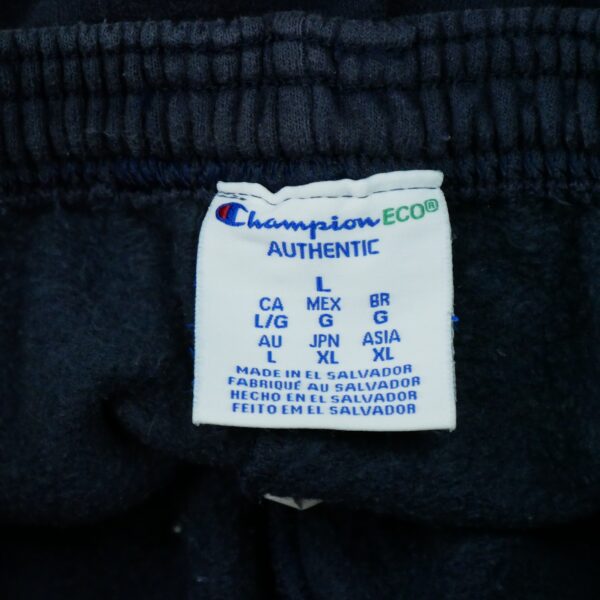 Champion ECO®
AUTHENTIC
L
CA MEX BR
L/G G G
AU JPN ASIA
L XL XL
MADE IN EL SALVADOR
FABRIQUÉ AU SALVADOR
HECHO EN EL SALVADOR
FEITO EM EL SALVADOR